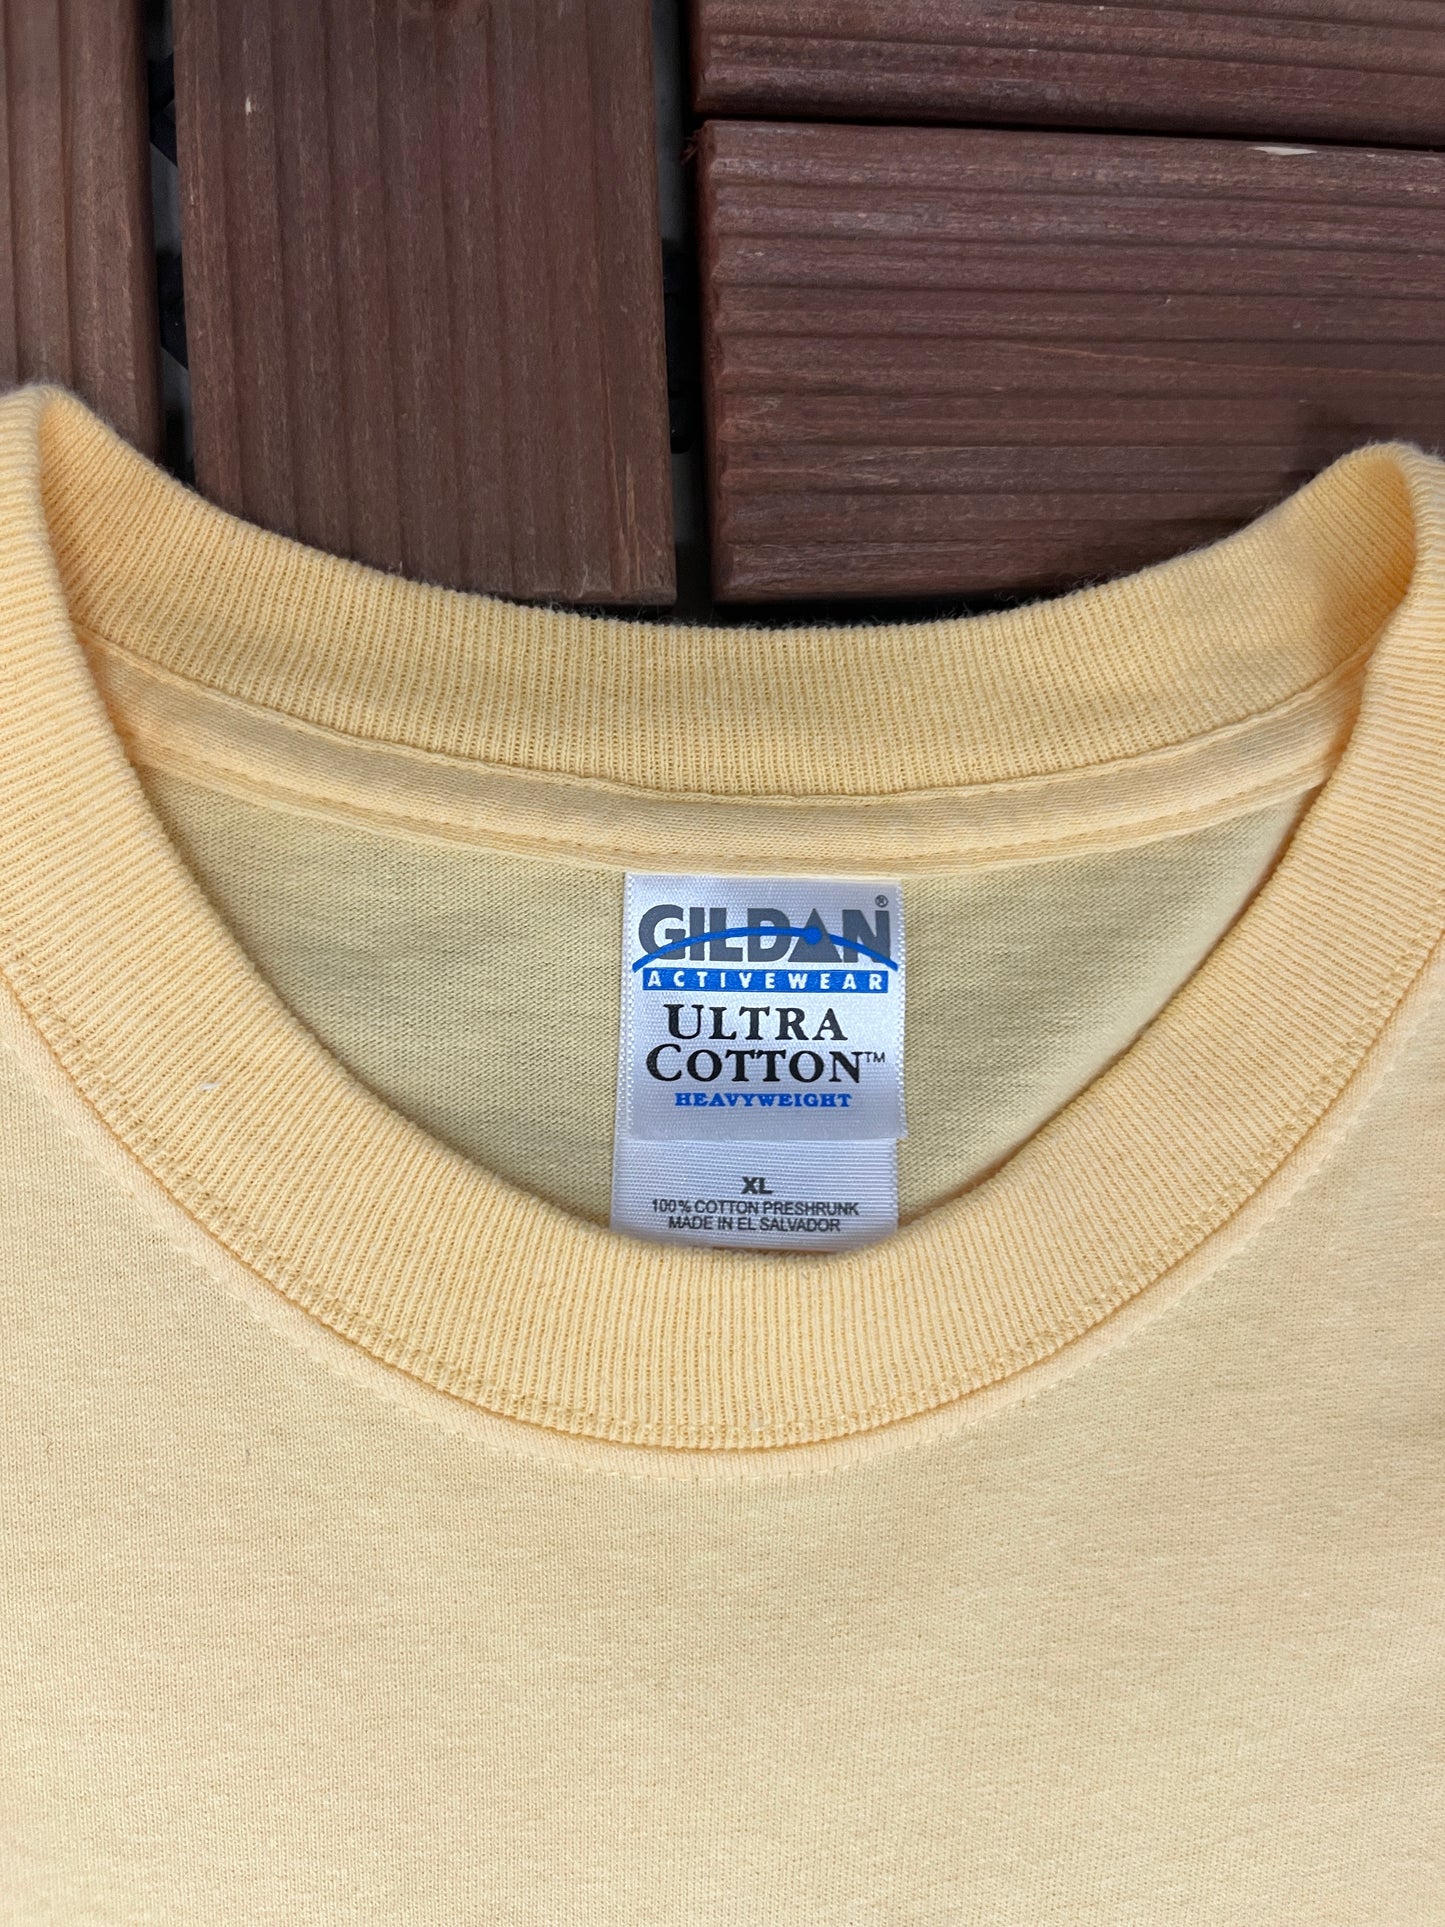 GILDAN®
ACTIVEWEAR
ULTRA
COTTON™
HEAVYWEIGHT
XL
100% COTTON PRESHRUNK
MADE IN EL SALVADOR